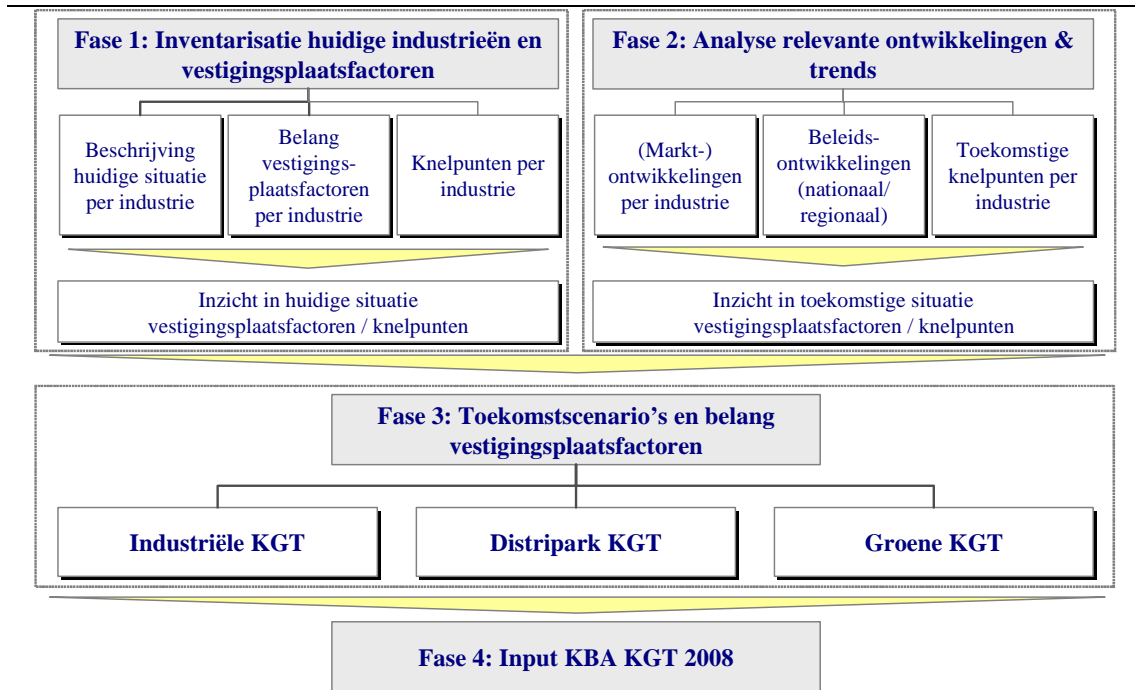 Fase 1: Inventarisatie huidige industrieën en
vestigingsplaatsfactoren
Beschrijving
huidige situatie
per industrie
Belang
vestigings-
plaatsfactoren
per industrie
Knelpunten per
industrie
Inzicht in huidige situatie
vestigingsplaatsfactoren / knelpunten
Fase 2: Analyse relevante ontwikkelingen &
trends
(Markt-)
ontwikkelingen
per industrie
Beleids-
ontwikkelingen
(nationaal/
regionaal)
Toekomstige
knelpunten per
industrie
Inzicht in toekomstige situatie
vestigingsplaatsfactoren / knelpunten
Fase 3: Toekomstscenario’s en belang
vestigingsplaatsfactoren
Industriële KGT
Distripark KGT
Groene KGT
Fase 4: Input KBA KGT 2008